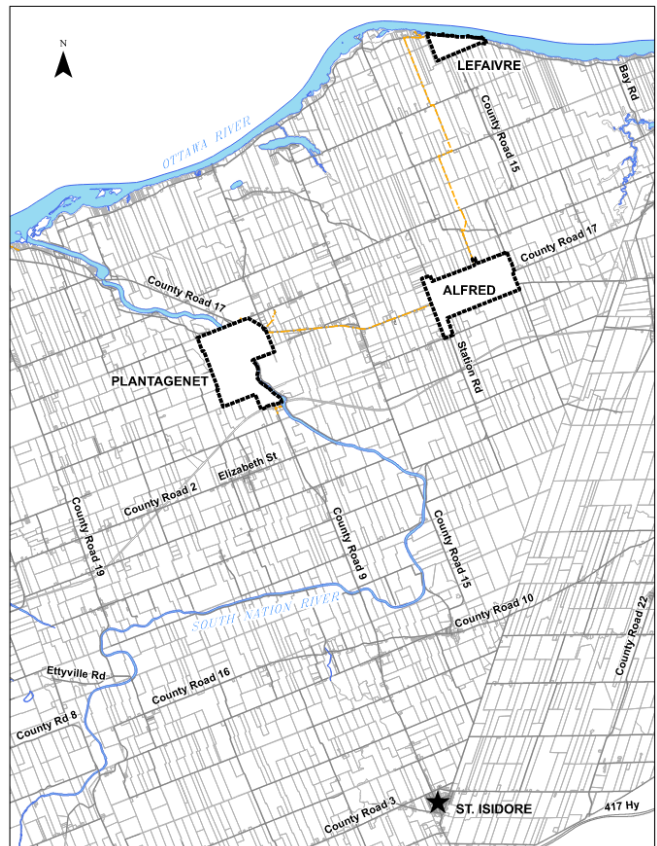 N
LEFAIVRE
Bay Rd
County Road 15
OTTAWA RIVER
County Road 17
ALFRED
County Road 17
Station Rd
PLANTAGENET
Elizabeth St
County Road 2
County Road 19
County Road 9
County Road 15
SOUTH NATION RIVER
County Road 10
County Road 22
Ettyville Rd
County Road 16
County Rd 8
County Road 3
ST. ISIDORE
417 Hy